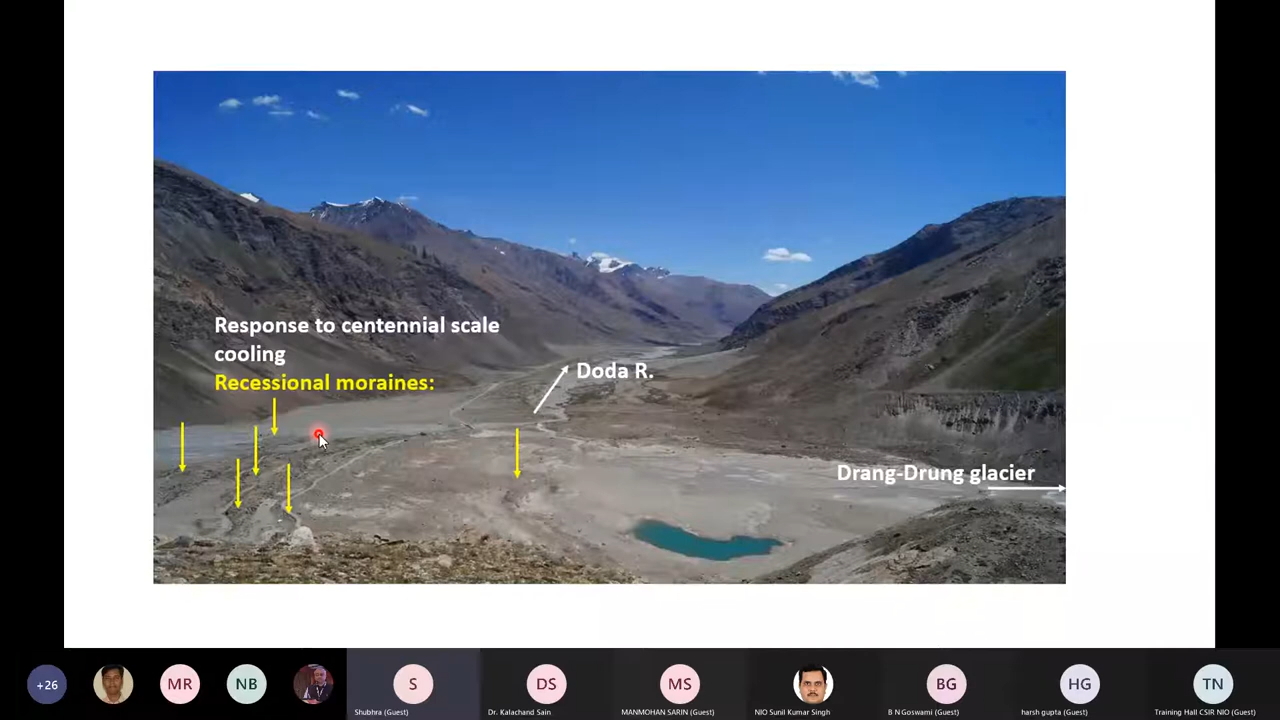 Response to centennial scale
cooling
Recessional moraines:
Doda R.
Drang-Drung glacier
+26
MR
NB
S
DS
MS
BG
HG
TN
Shubhra (Guest)
Dr. Kalachand Sain
MANMOHAN SARIN (Guest)
NIO Sunil Kumar Singh
B N Goswami (Guest)
harsh gupta (Guest)
Training Hall CSIR NIO (Guest)